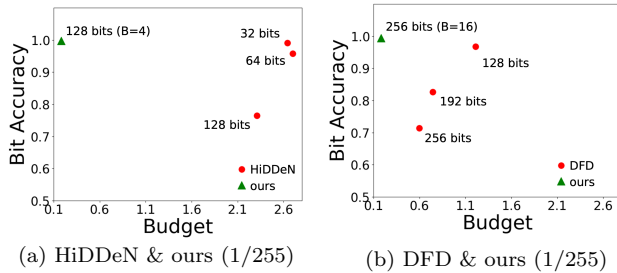 128 bits (B=4)
32 bits
64 bits
128 bits
HiDDeN
ours
Bit Accuracy
1.0
0.9
0.8
0.7
0.6
0.5
0.1 0.6 1.1 1.6 2.1 2.6
Budget
(a) HiDDeN & ours (1/255)
256 bits (B=16)
128 bits
192 bits
256 bits
DFD
ours
Bit Accuracy
1.0
0.9
0.8
0.7
0.6
0.5
0.1 0.6 1.1 1.6 2.1 2.6
Budget
(b) DFD & ours (1/255)